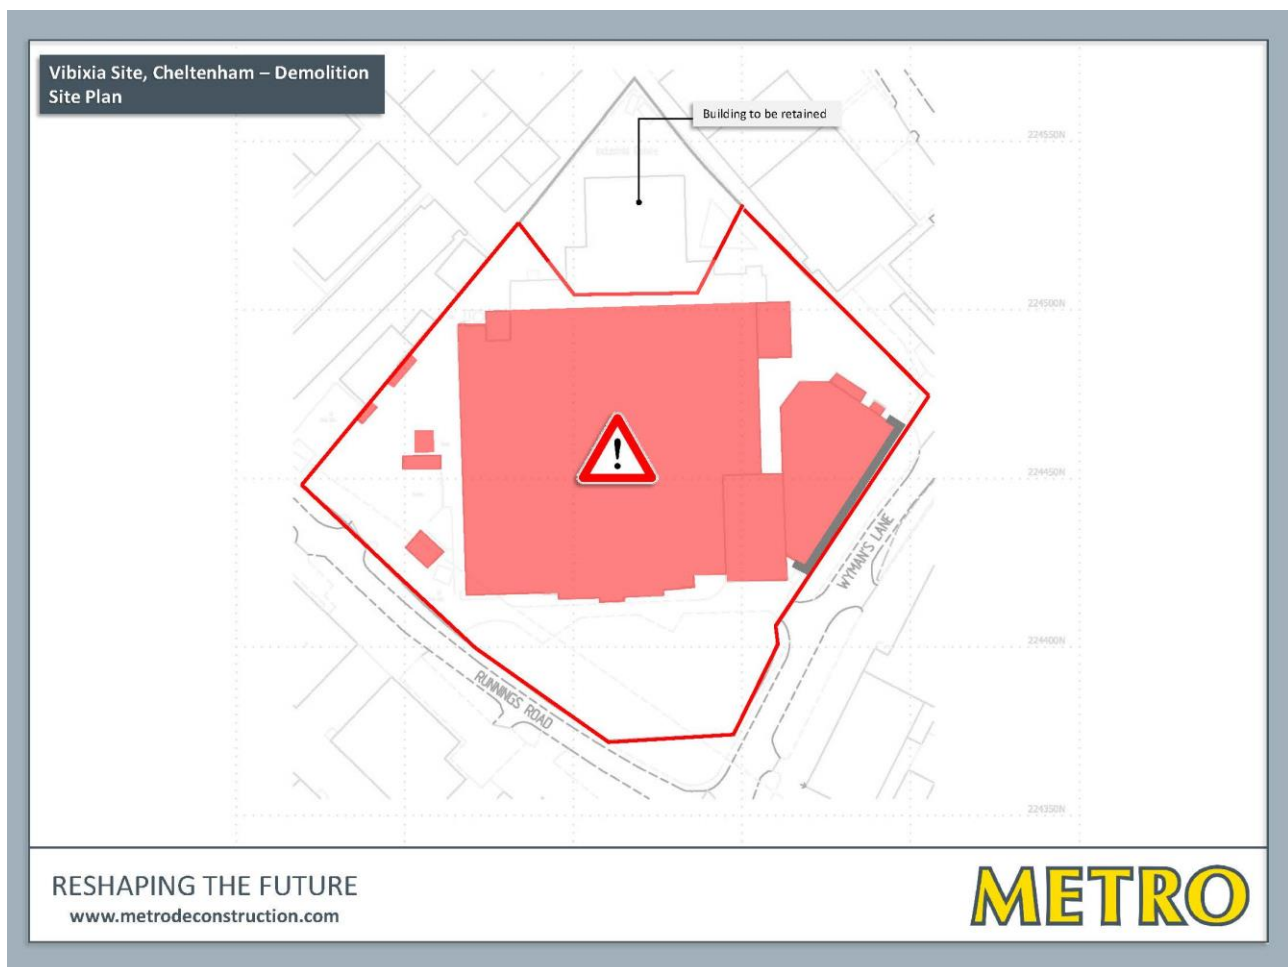 Vibixia Site, Cheltenham – Demolition
Site Plan
Building to be retained
224550N
224500N
224450N
WYMAN'S LANE
224400N
RUNNINGS ROAD
224350N
RESHAPING THE FUTURE
www.metrodeconstruction.com
METRO